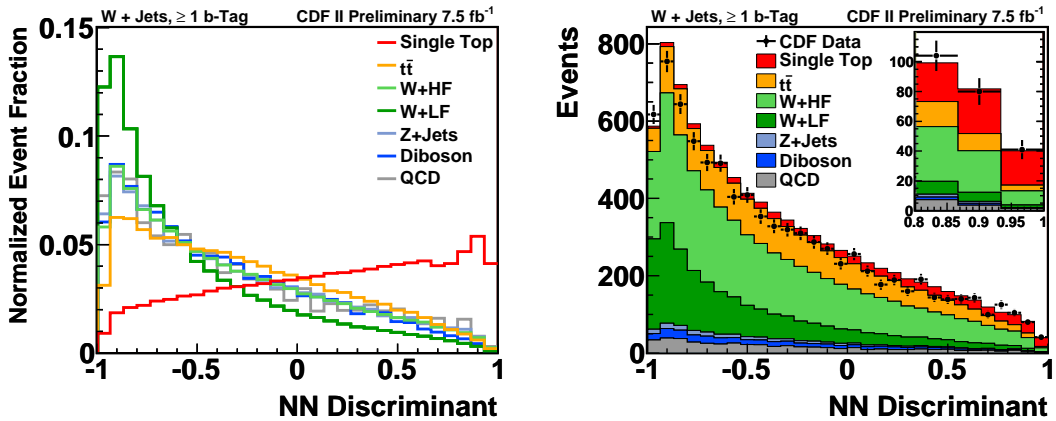 W + Jets, ≥ 1 b-Tag CDF II Preliminary 7.5 fb⁻¹
Normalized Event Fraction
0.15
0.1
0.05
0
Single Top
tt̄
W+HF
W+LF
Z+Jets
Diboson
QCD
-1 -0.5 0 0.5 1
NN Discriminant
W + Jets, ≥ 1 b-Tag CDF II Preliminary 7.5 fb⁻¹
Events
800
600
400
200
0
CDF Data
Single Top
tt̄
W+HF
W+LF
Z+Jets
Diboson
QCD
100
80
60
40
20
0
0.8 0.85 0.9 0.95 1
-1 -0.5 0 0.5 1
NN Discriminant